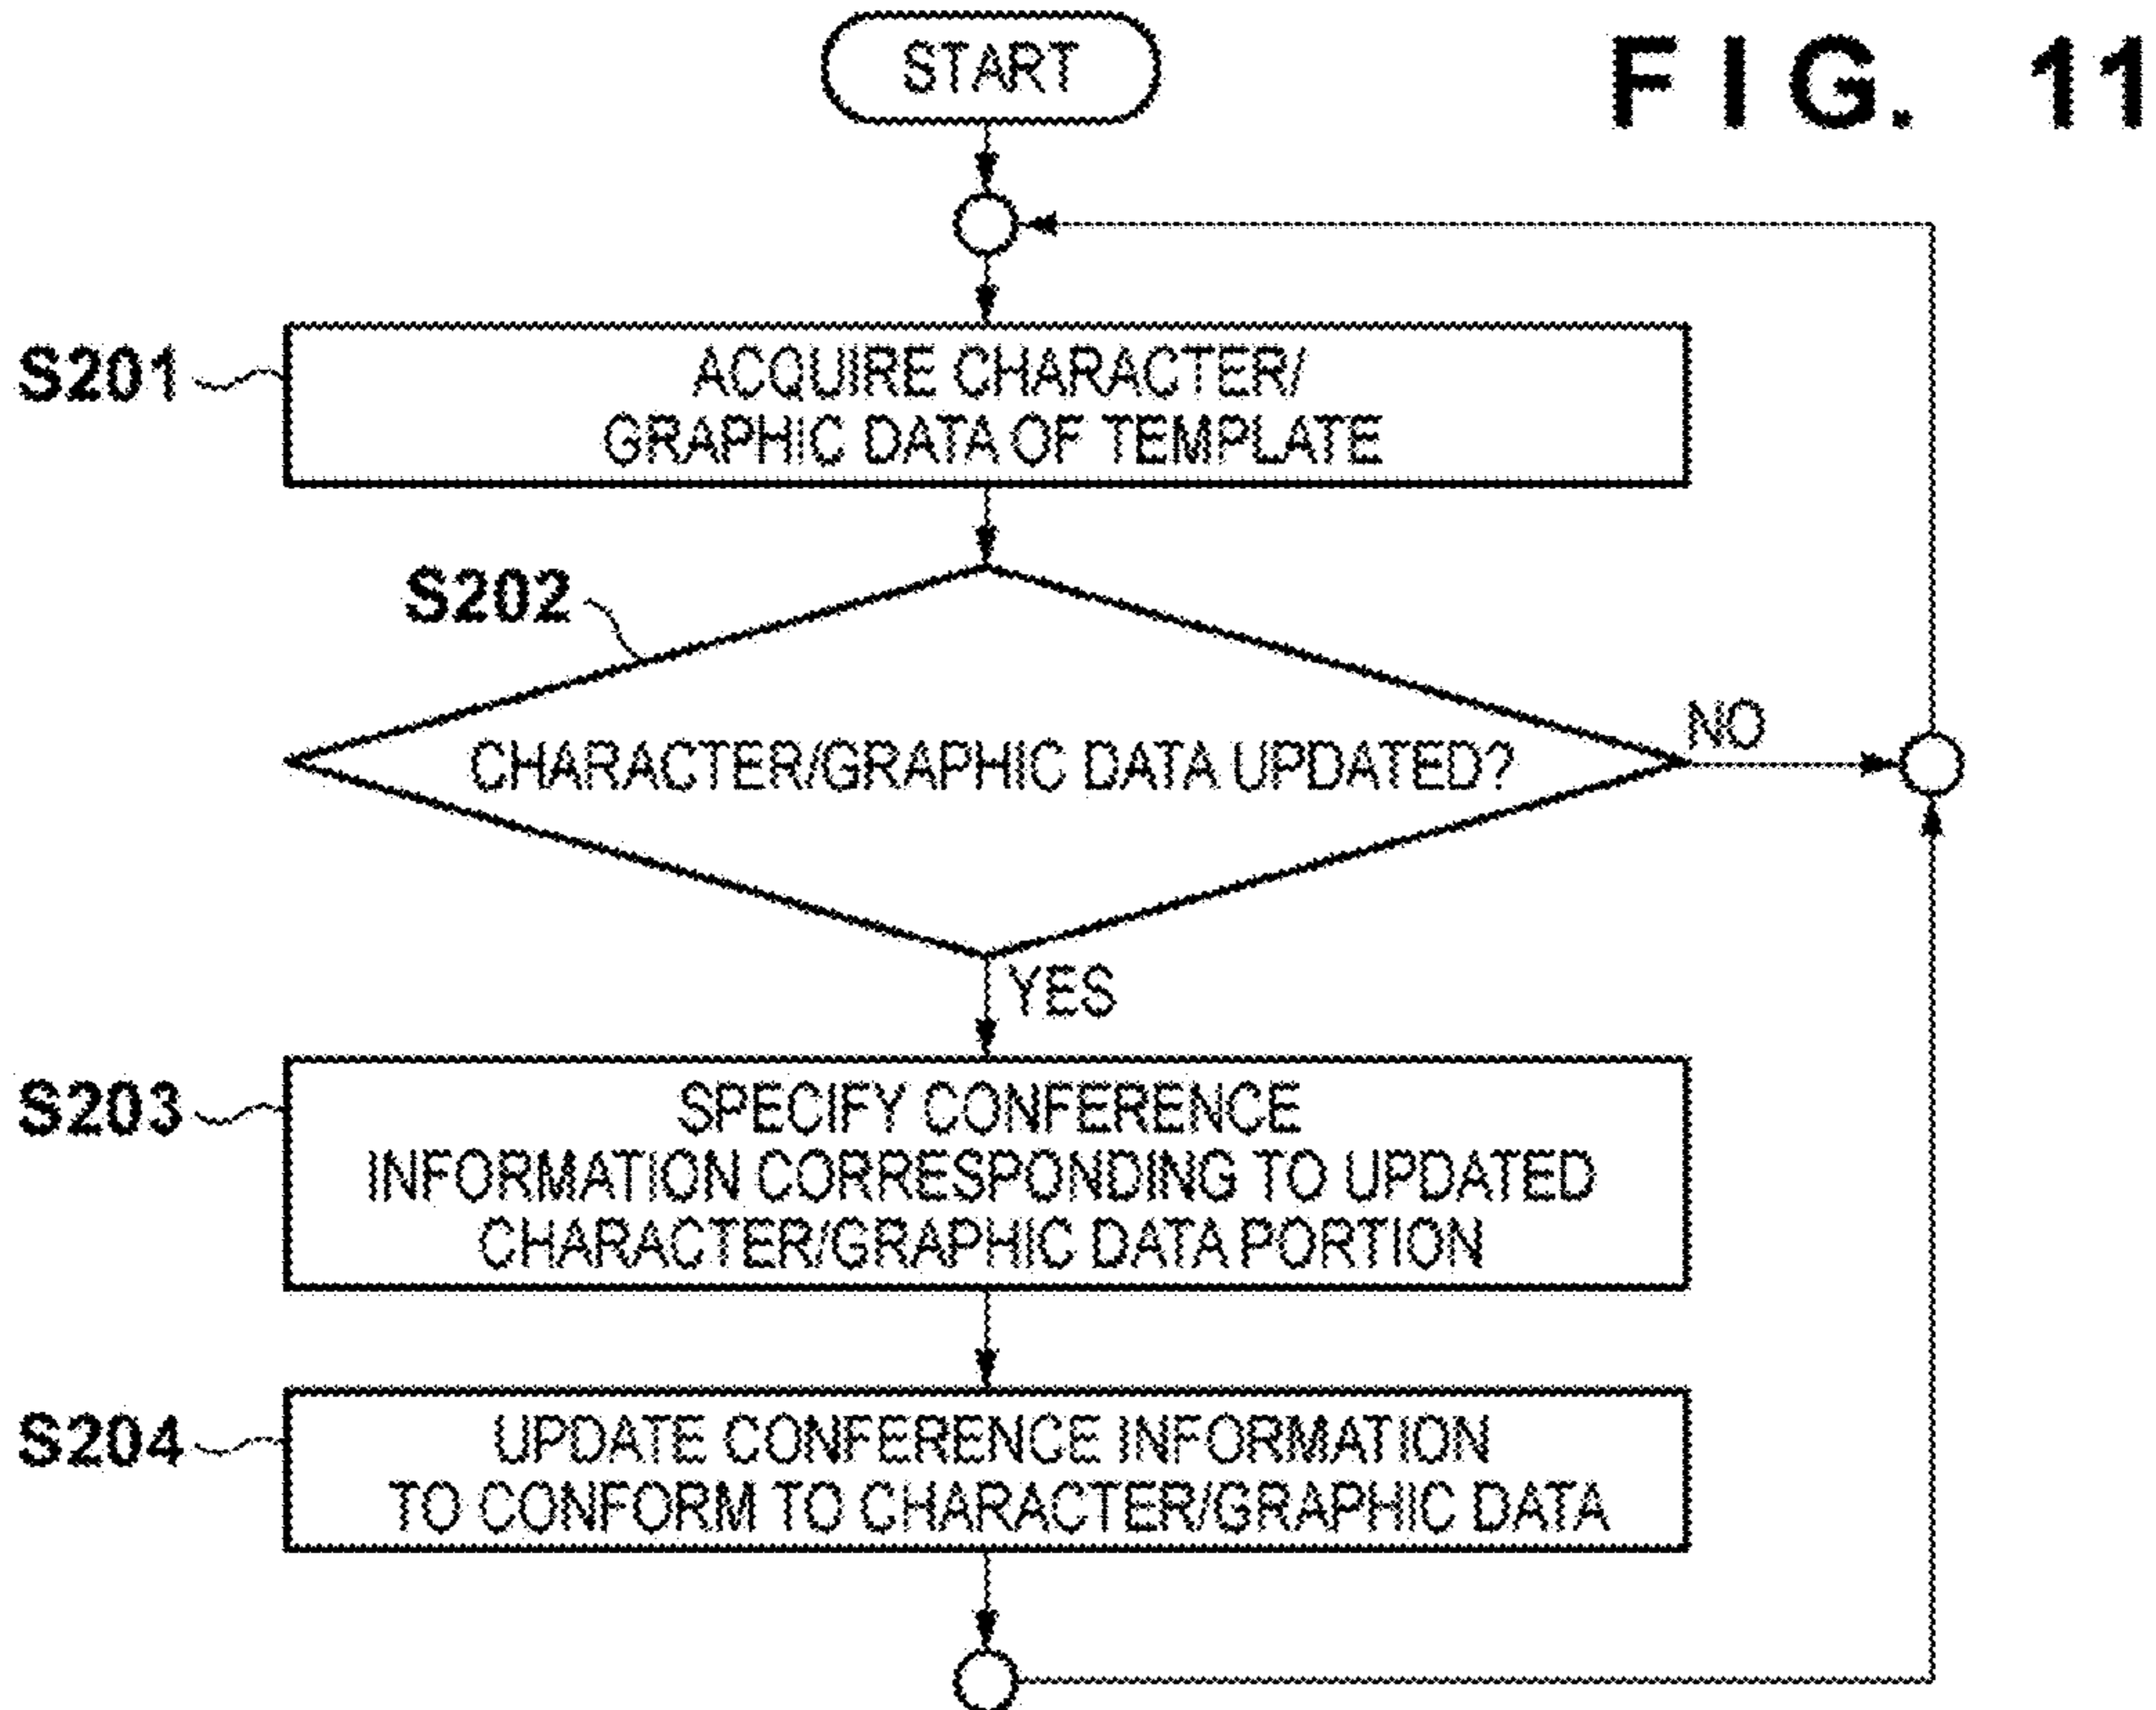 START
FIG. 11
S201
ACQUIRE CHARACTER/
GRAPHIC DATA OF TEMPLATE
S202
CHARACTER/GRAPHIC DATA UPDATED?
NO
YES
S203
SPECIFY CONFERENCE
INFORMATION CORRESPONDING TO UPDATED
CHARACTER/GRAPHIC DATA PORTION
S204
UPDATE CONFERENCE INFORMATION
TO CONFORM TO CHARACTER/GRAPHIC DATA